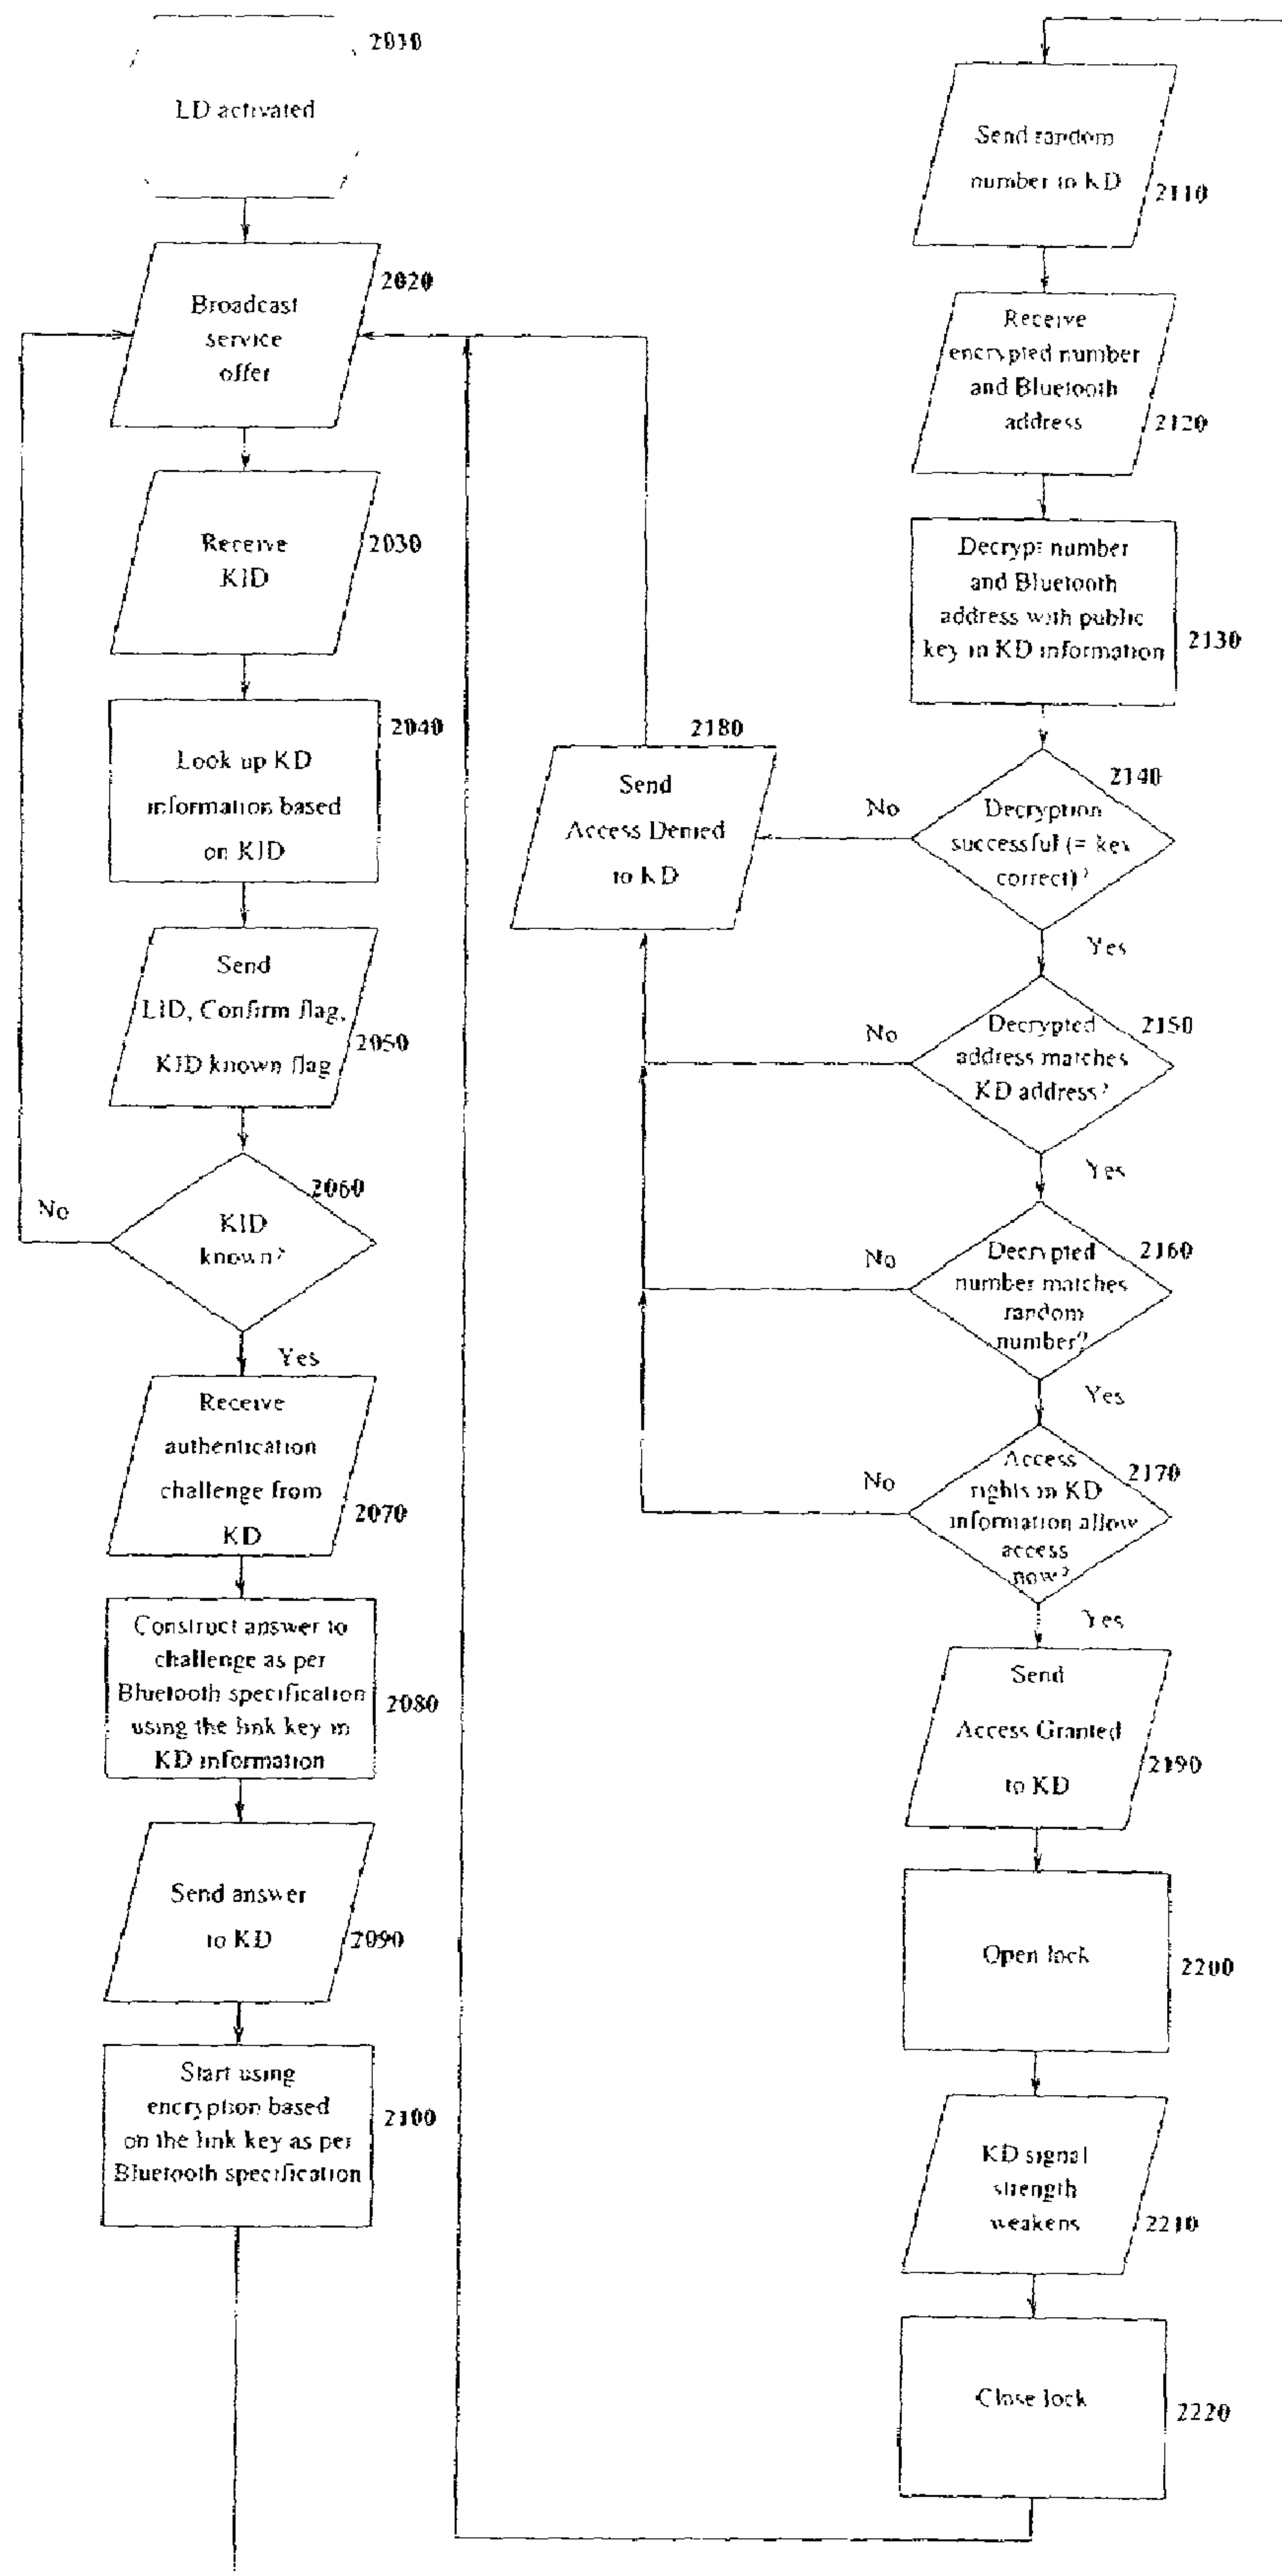 2010
LD activated
2020
Broadcast
service
offer
Receive
KID
2030
2040
Look up KD
information based
on KID
Send
LID, Confirm flag,
KID known flag
2050
2060
No
KID
known?
Yes
Receive
authentication
challenge from
KD
2070
Construct answer to
challenge as per
Bluetooth specification
using the link key in
KD information
2080
Send answer
to KD
2090
Start using
encryption based
on the link key as per
Bluetooth specification
2100
Send random
number to KD
2110
Receive
encrypted number
and Bluetooth
address
2120
Decrypt number
and Bluetooth
address with public
key in KD information
2130
2180
Send
Access Denied
to KD
No
2140
Decryption
successful (= key
correct)?
Yes
No
2150
Decrypted
address matches
KD address?
Yes
No
2160
Decrypted
number matches
random
number?
Yes
No
2170
Access
rights in KD
information allow
access
now?
Yes
Send
Access Granted
to KD
2190
Open lock
2200
KD signal
strength
weakens
2210
Close lock
2220